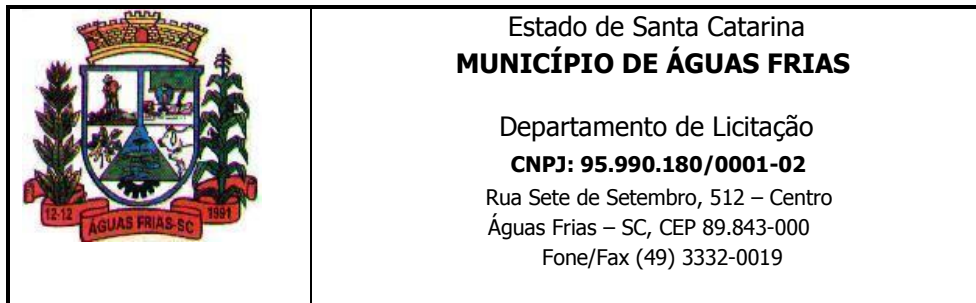 12-12
ÁGUAS FRIAS-SC
1991
Estado de Santa Catarina
MUNICÍPIO DE ÁGUAS FRIAS
Departamento de Licitação
CNPJ: 95.990.180/0001-02
Rua Sete de Setembro, 512 – Centro
Águas Frias – SC, CEP 89.843-000
Fone/Fax (49) 3332-0019